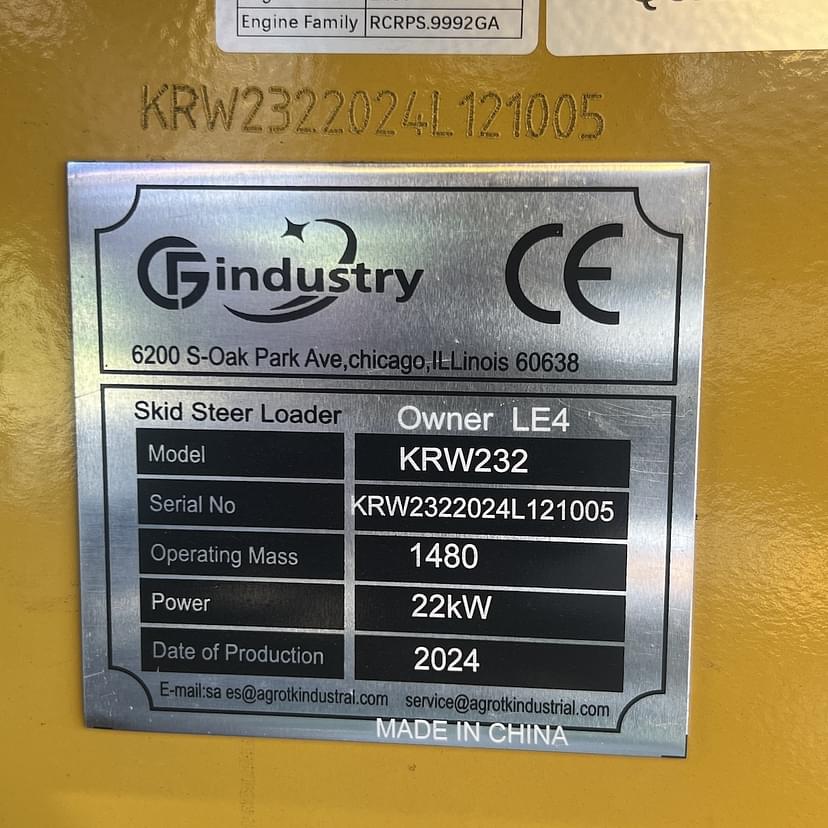 Engine Family RCRPS.9992GA
KRW2322024L121005
industry CE
6200 S-Oak Park Ave,chicago,ILLinois 60638
Skid Steer Loader Owner LE4
Model KRW232
Serial No KRW2322024L121005
Operating Mass 1480
Power 22kW
Date of Production 2024
E-mail:sa es@agrotkindustral.com service@agrotkindustrial.com
MADE IN CHINA